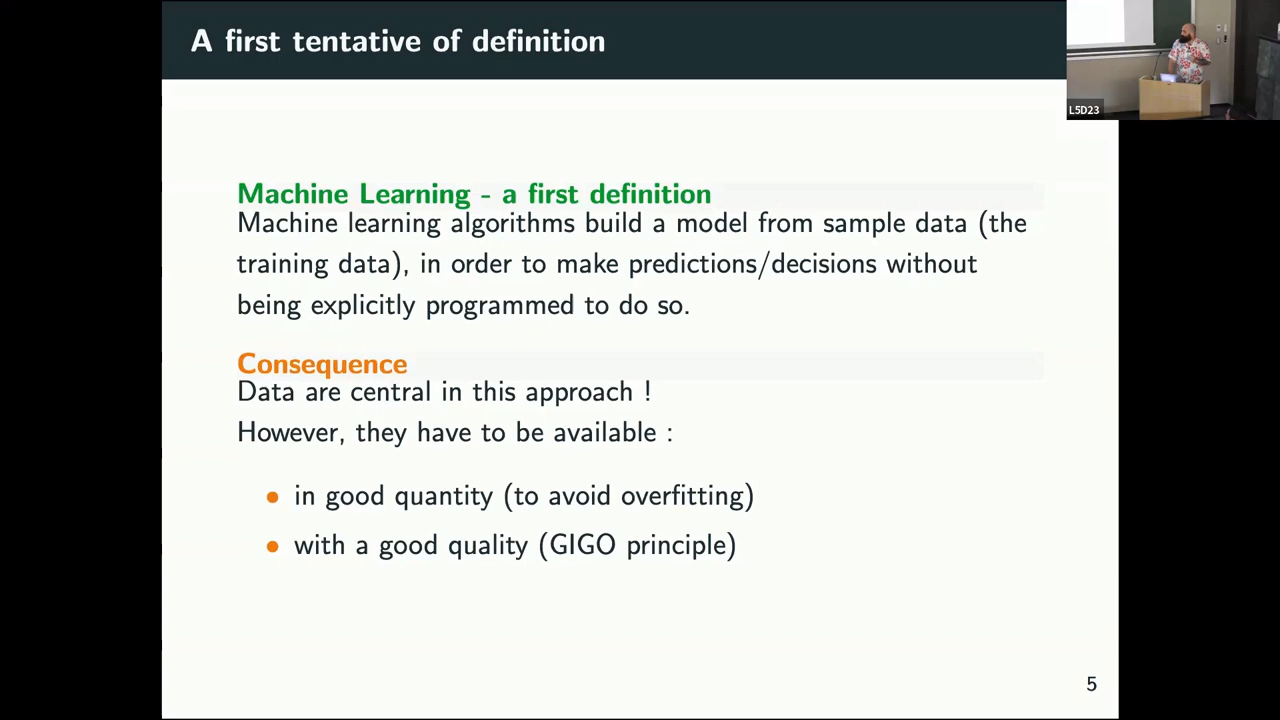 A first tentative of definition
L5D23
Machine Learning - a first definition
Machine learning algorithms build a model from sample data (the
training data), in order to make predictions/decisions without
being explicitly programmed to do so.
Consequence
Data are central in this approach !
However, they have to be available :
• in good quantity (to avoid overfitting)
• with a good quality (GIGO principle)
5